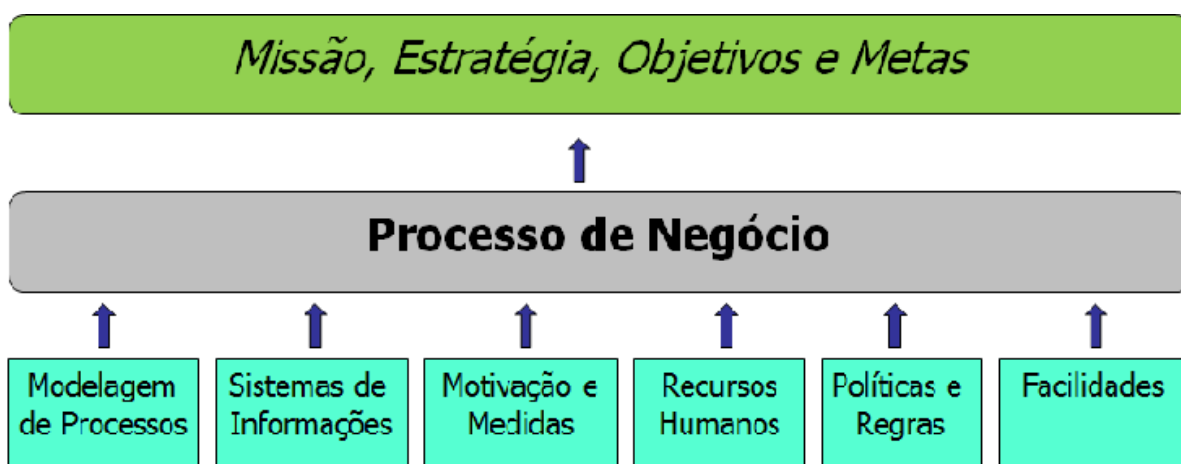 Missão, Estratégia, Objetivos e Metas
Processo de Negócio
Modelagem
de Processos
Sistemas de
Informações
Motivação e
Medidas
Recursos
Humanos
Políticas e
Regras
Facilidades